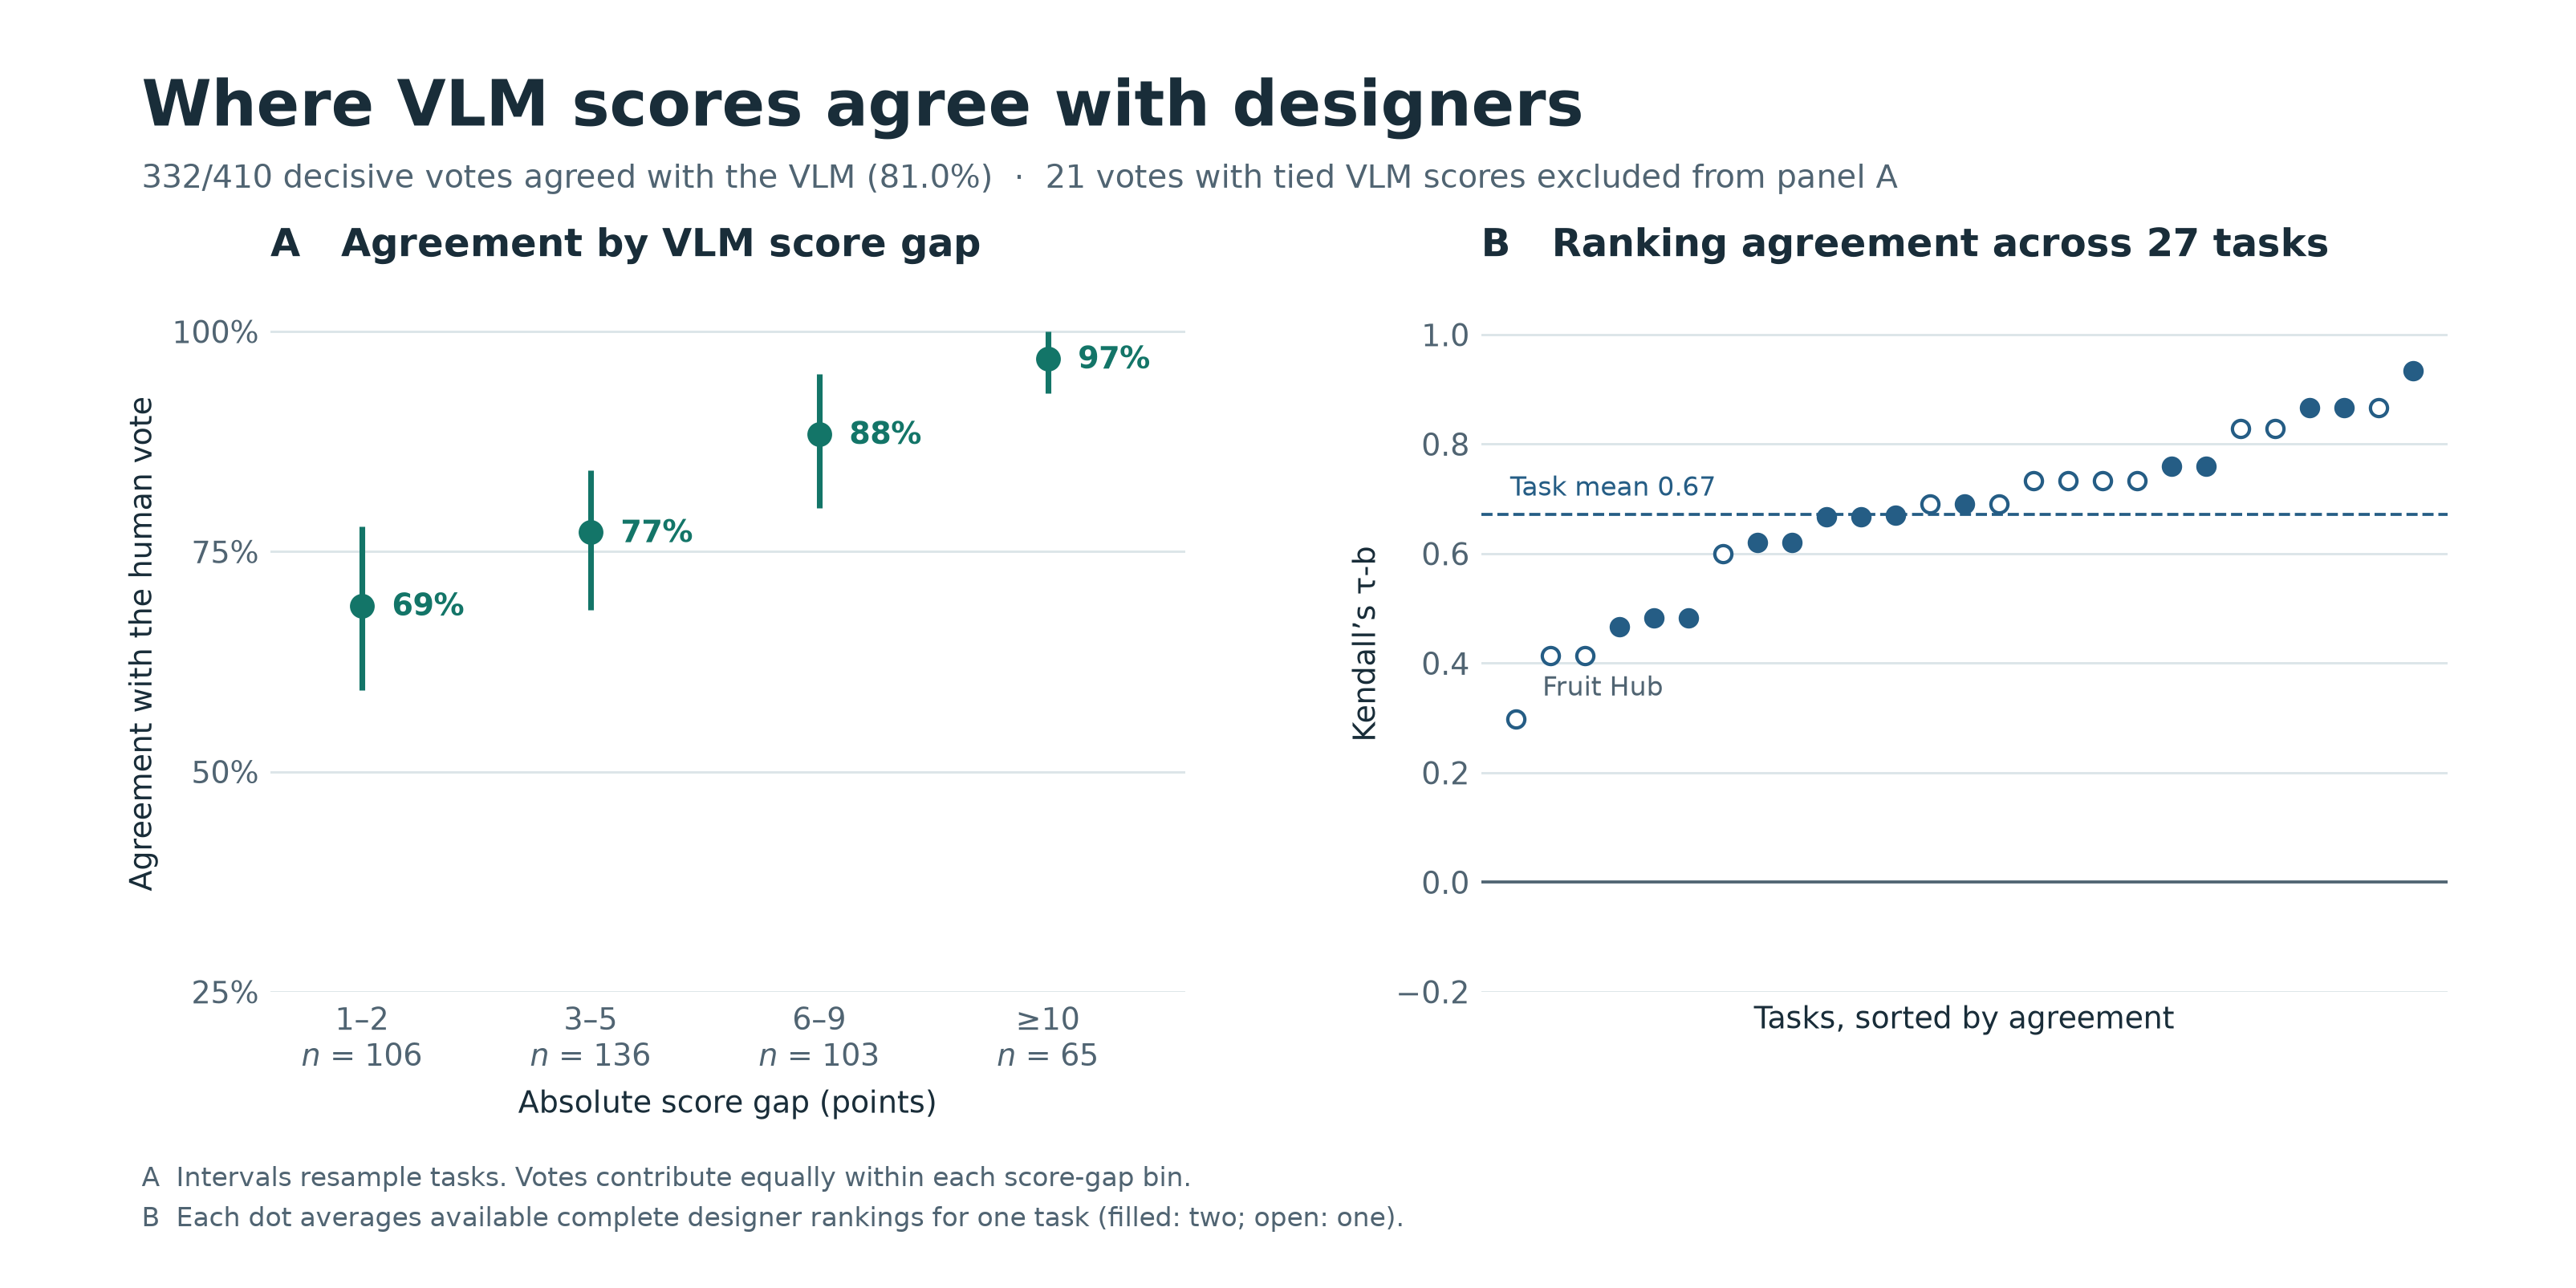 Where VLM scores agree with designers
332/410 decisive votes agreed with the VLM (81.0%) · 21 votes with tied VLM scores excluded from panel A
A Agreement by VLM score gap
Agreement with the human vote
100%
75%
50%
25%
69%
77%
88%
97%
1–2
n = 106
3–5
n = 136
6–9
n = 103
≥10
n = 65
Absolute score gap (points)
B Ranking agreement across 27 tasks
Kendall’s τ-b
1.0
0.8
0.6
0.4
0.2
0.0
−0.2
Task mean 0.67
Fruit Hub
Tasks, sorted by agreement
A Intervals resample tasks. Votes contribute equally within each score-gap bin.
B Each dot averages available complete designer rankings for one task (filled: two; open: one).